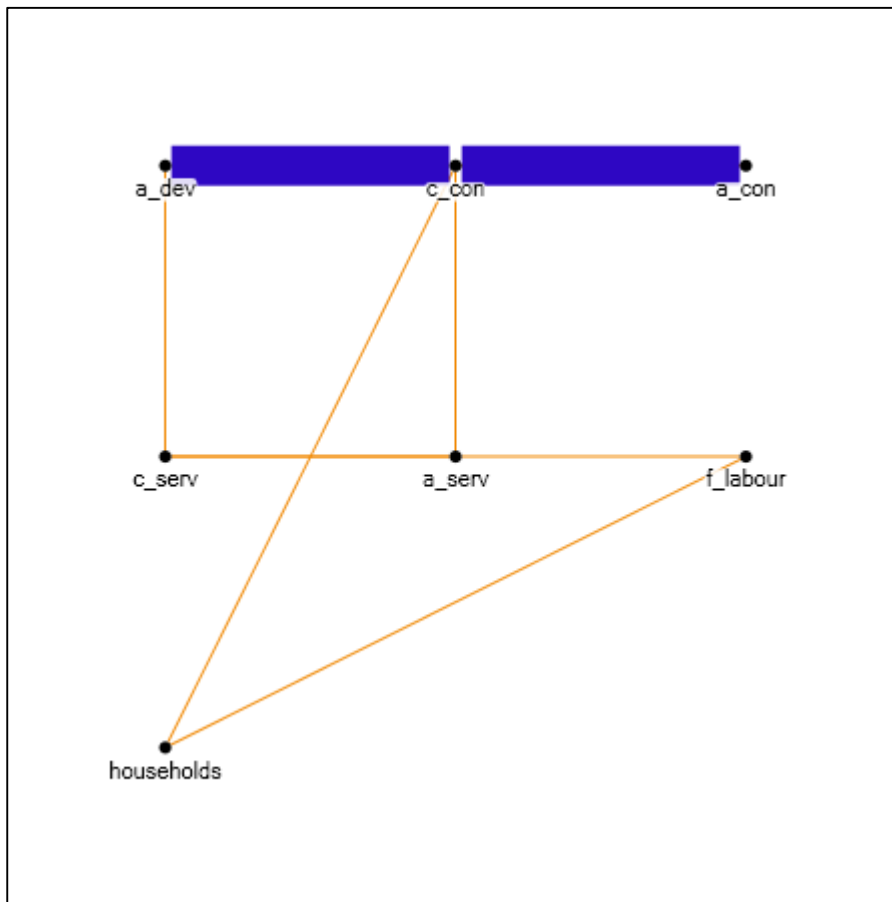 a_dev
c_con
a_con
c_serv
a_serv
f_labour
households